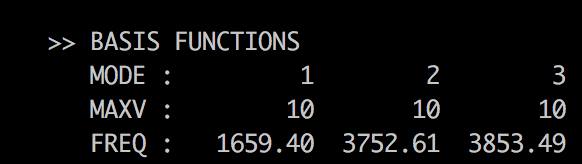 >> BASIS FUNCTIONS
MODE : 1 2 3
MAXV : 10 10 10
FREQ : 1659.40 3752.61 3853.49